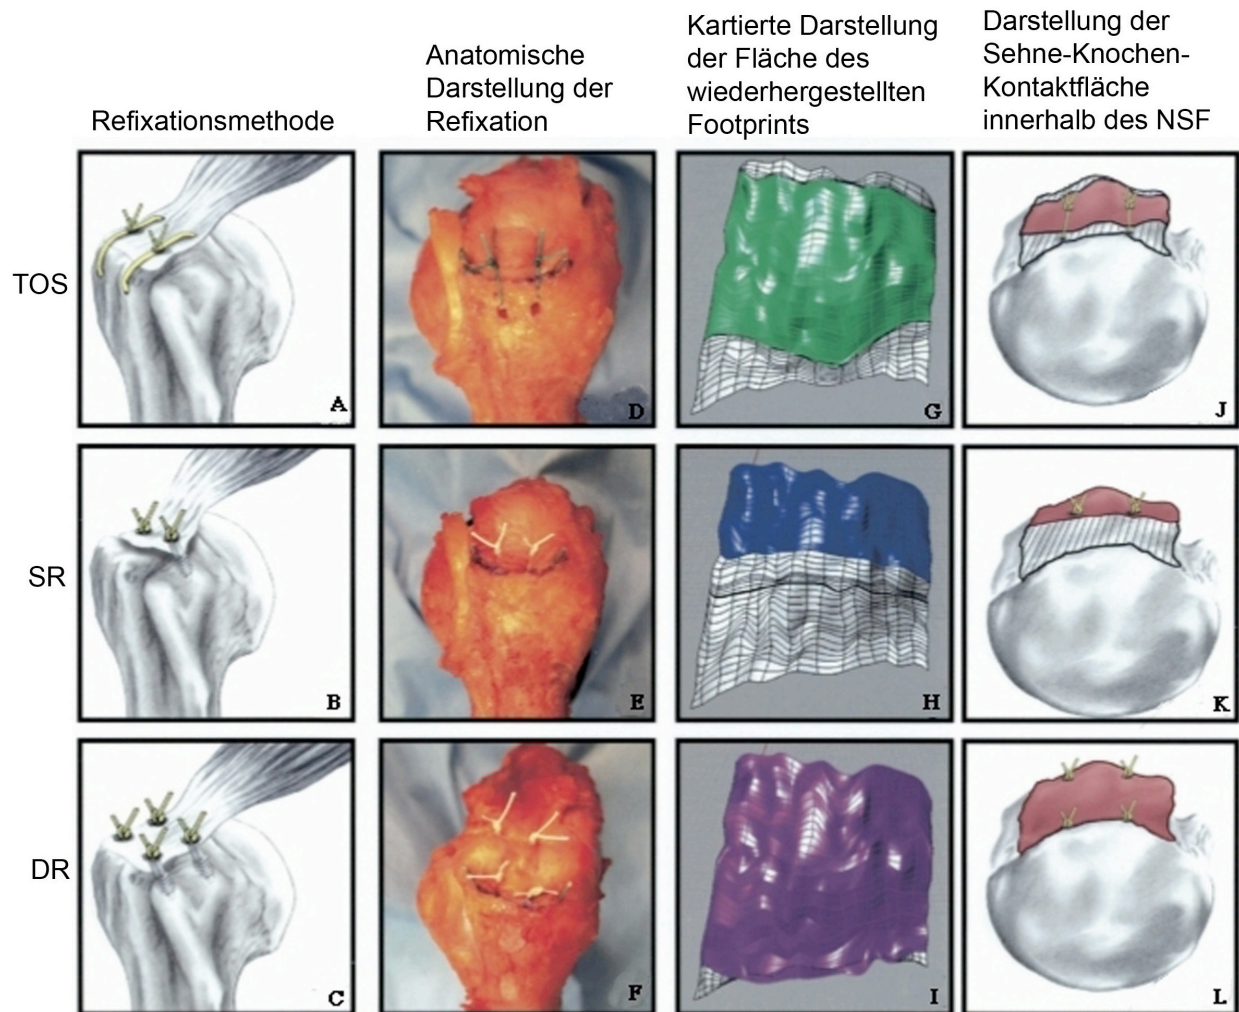 Refixationsmethode
Anatomische
Darstellung der
Refixation
Kartierte Darstellung
der Fläche des
wiederhergestellten
Footprints
Darstellung der
Sehne-Knochen-
Kontaktfläche
innerhalb des NSF
TOS
A
D
G
J
SR
B
E
H
K
DR
C
F
I
L